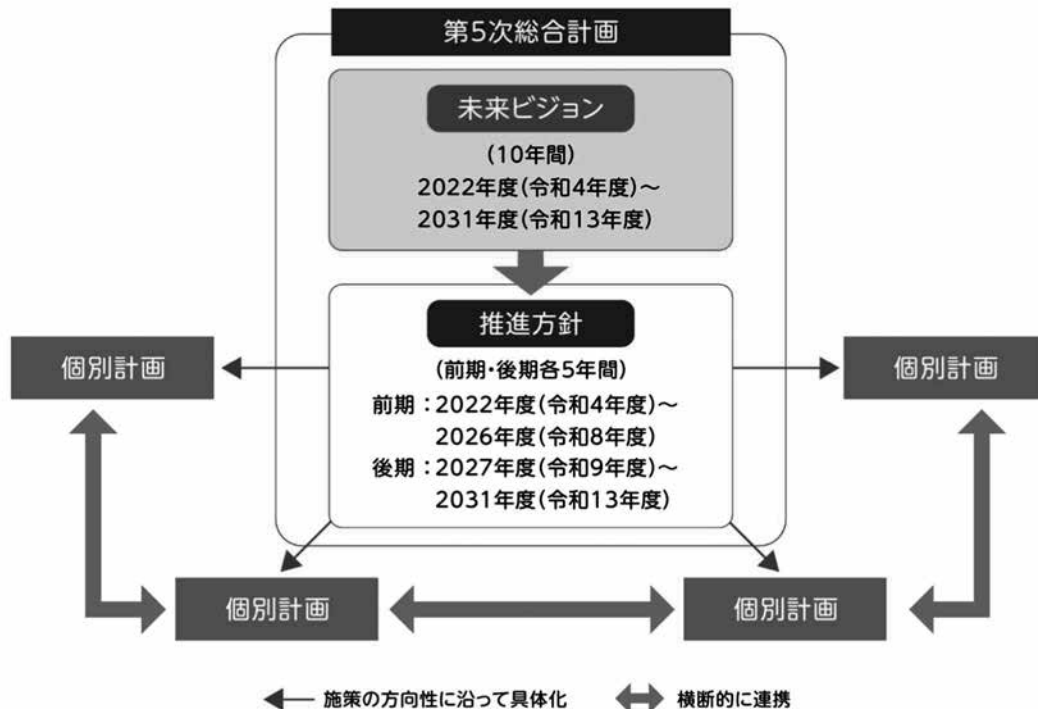 第5次総合計画
未来ビジョン
(10年間)
2022年度(令和4年度)～
2031年度(令和13年度)
推進方針
(前期・後期各5年間)
前期：2022年度(令和4年度)～
2026年度(令和8年度)
後期：2027年度(令和9年度)～
2031年度(令和13年度)
個別計画
個別計画
個別計画
個別計画
施策の方向性に沿って具体化
横断的に連携